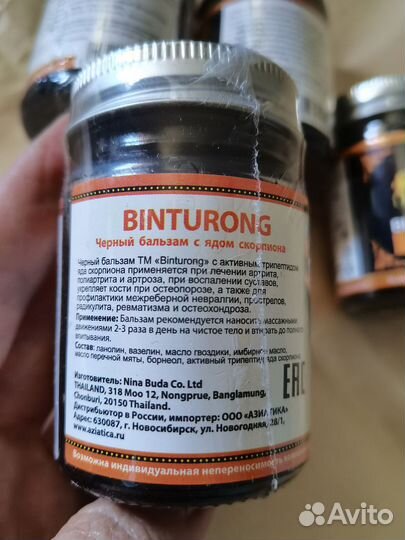 BINTURONG
Черный бальзам с ядом скорпиона
Черный бальзам ТМ «Binturong» с активным трипептидом
яда скорпиона применяется при лечении артрита,
полиартрита и артроза, при воспалении суставов,
укрепляет кости при остеопорозе, а также для
профилактики межреберной невралгии, прострелов,
радикулита, ревматизма и остеохондроза.
Применение: Бальзам рекомендуется наносить массажными
движениями 2-3 раза в день на чистое тело и втирать до полного
впитывания.
Состав: ланолин, вазелин, масло гвоздики, имбирное масло,
масло перечной мяты, борнеол, активный трипептид яда скорпиона.
Изготовитель: Nina Buda Co. Ltd
THAILAND, 318 Moo 12, Nongprue, Banglamung,
Chonburi, 20150 Thailand.
Дистрибьютор в России, импортер: ООО «АЗИАТИКА»
Адрес: 630087, г. Новосибирск, ул. Новогодняя, 28/1,
www.aziatica.ru
EAC
Возможна индивидуальная непереносимость
Avito